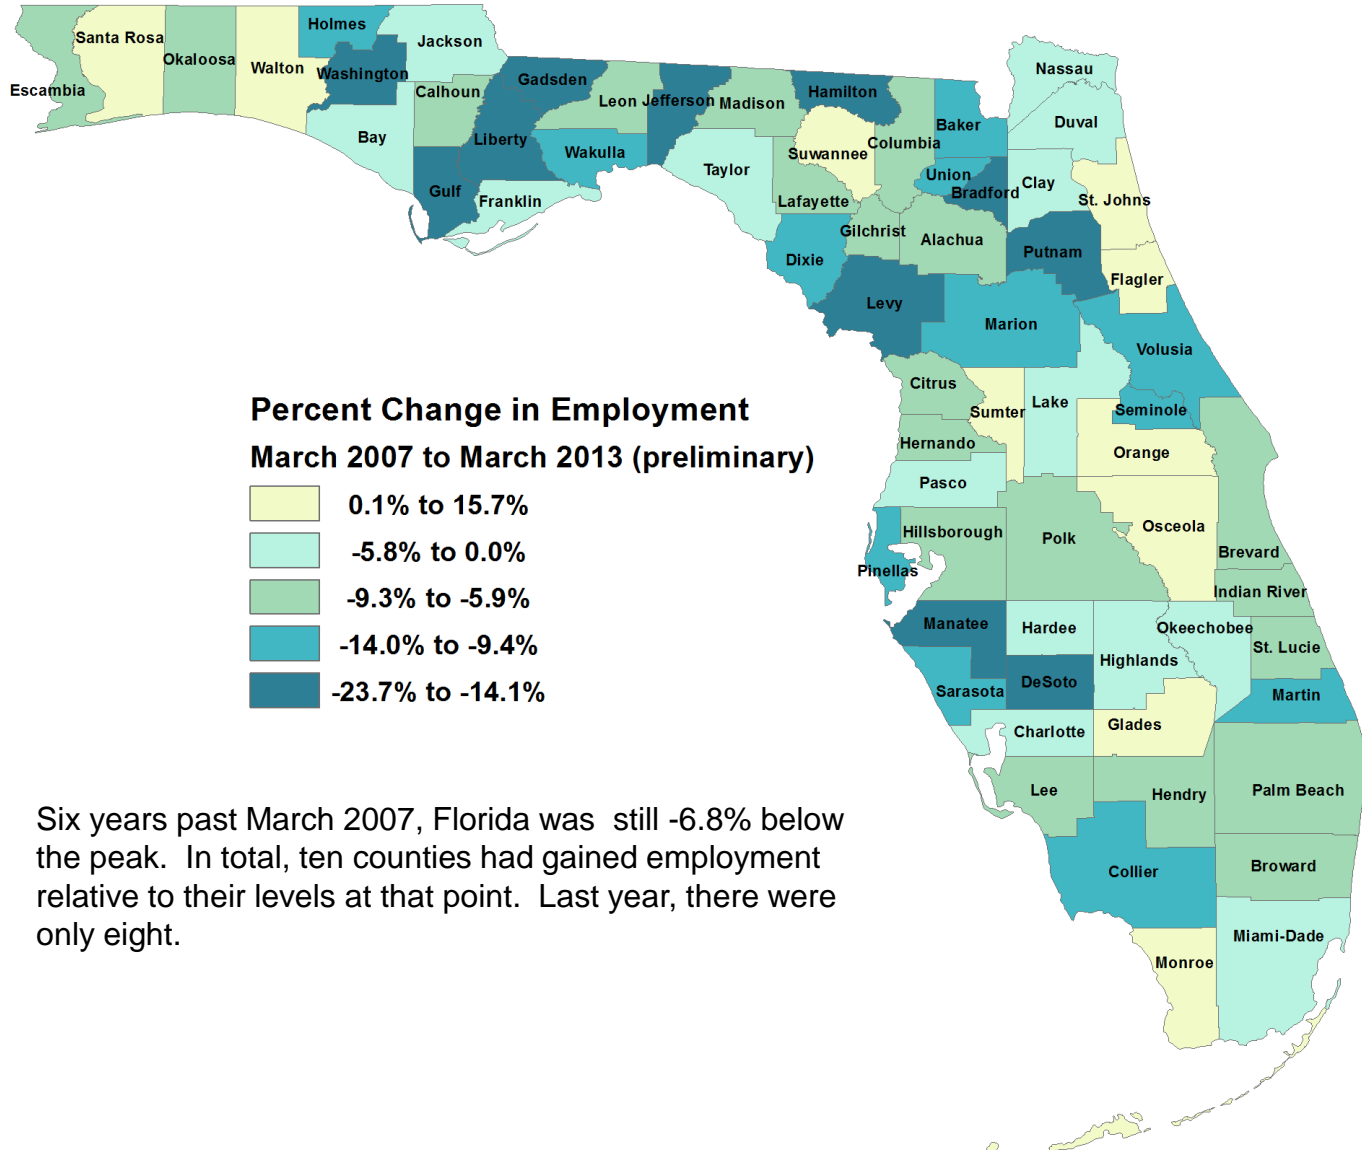 Holmes
Santa Rosa
Jackson
Okaloosa
Walton
Washington
Escambia
Calhoun
Gadsden
Leon
Jefferson
Madison
Hamilton
Nassau
Bay
Liberty
Wakulla
Suwannee
Columbia
Baker
Duval
Gulf
Franklin
Taylor
Lafayette
Union
Bradford
Clay
St. Johns
Gilchrist
Alachua
Dixie
Putnam
Flagler
Levy
Marion
Volusia
Citrus
Sumter
Lake
Seminole
Hernando
Orange
Pasco
Osceola
Hillsborough
Polk
Brevard
Pinellas
Indian River
Manatee
Hardee
Okeechobee
St. Lucie
Highlands
Sarasota
DeSoto
Martin
Charlotte
Glades
Lee
Hendry
Palm Beach
Collier
Broward
Miami-Dade
Monroe
Percent Change in Employment
March 2007 to March 2013 (preliminary)
0.1% to 15.7%
-5.8% to 0.0%
-9.3% to -5.9%
-14.0% to -9.4%
-23.7% to -14.1%
Six years past March 2007, Florida was  still -6.8% below
the peak.  In total, ten counties had gained employment
relative to their levels at that point.  Last year, there were
only eight.